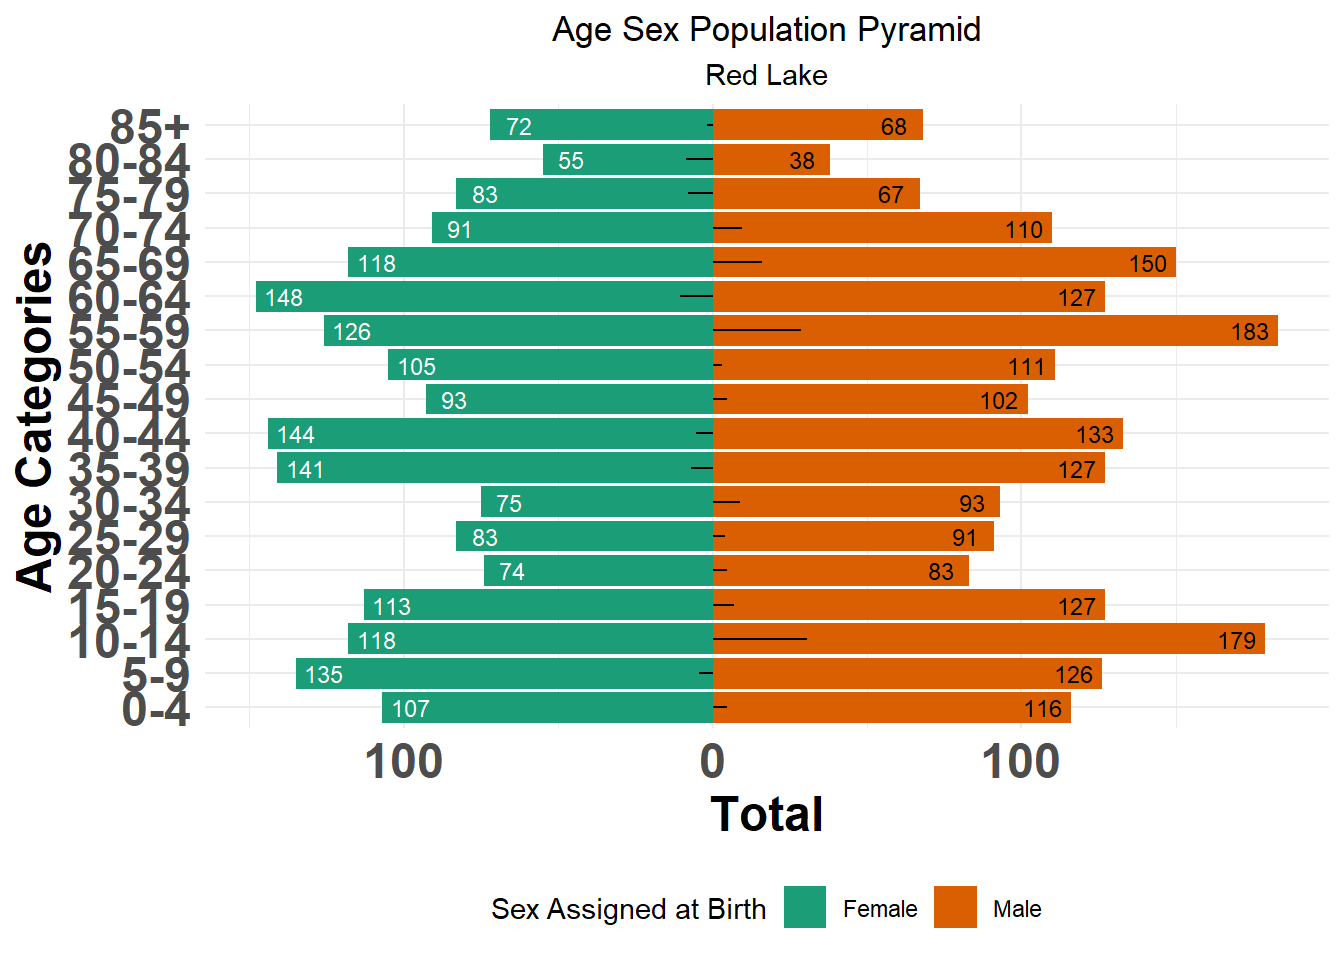 Age Sex Population Pyramid
Red Lake
Age Categories
85+ 72 68
80-84 55 38
75-79 83 67
70-74 91 110
65-69 118 150
60-64 148 127
55-59 126 183
50-54 105 111
45-49 93 102
40-44 144 133
35-39 141 127
30-34 75 93
25-29 83 91
20-24 74 83
15-19 113 127
10-14 118 179
5-9 135 126
0-4 107 116
100 0 100
Total
Sex Assigned at Birth Female Male